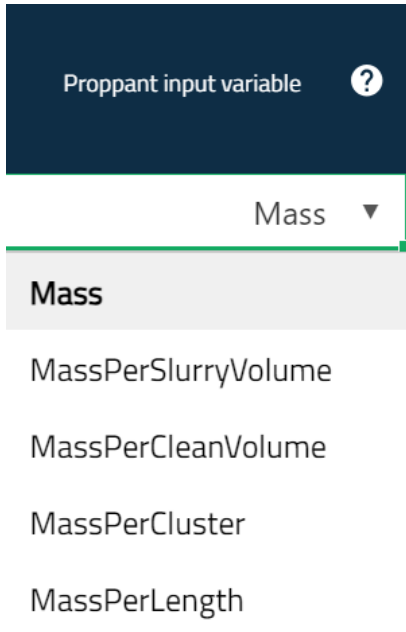 Proppant input variable ?
Mass ▼
Mass
MassPerSlurryVolume
MassPerCleanVolume
MassPerCluster
MassPerLength